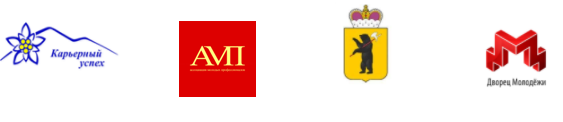 Карьерный
успех
АМП
Дворец Молодёжи